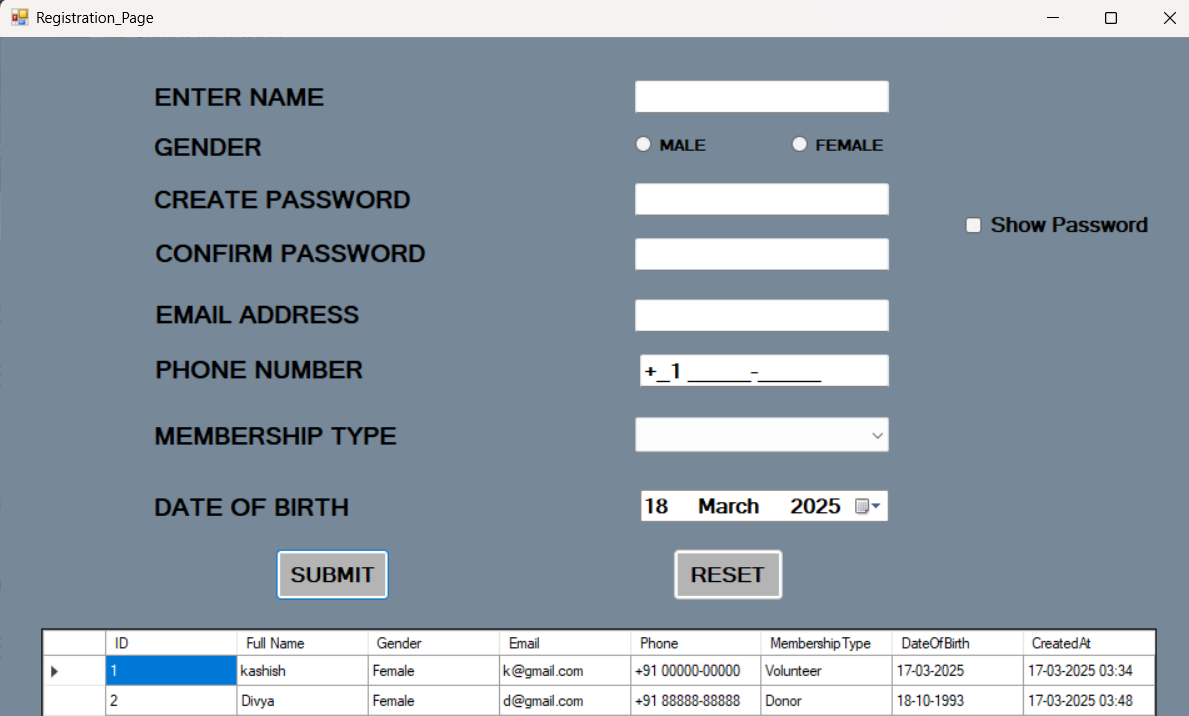 Registration_Page
ENTER NAME
GENDER MALE FEMALE
CREATE PASSWORD
Show Password
CONFIRM PASSWORD
EMAIL ADDRESS
PHONE NUMBER +_1 _____-_____
MEMBERSHIP TYPE
DATE OF BIRTH 18 March 2025
SUBMIT RESET
ID Full Name Gender Email Phone MembershipType DateOfBirth CreatedAt
1 kashish Female k@gmail.com +91 00000-00000 Volunteer 17-03-2025 17-03-2025 03:34
2 Divya Female d@gmail.com +91 88888-88888 Donor 18-10-1993 17-03-2025 03:48